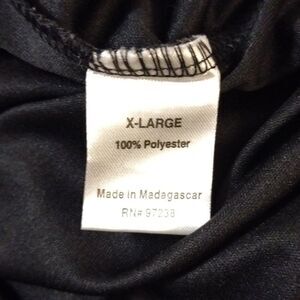 X-LARGE
100% Polyester
Made in Madagascar
RN# 97238